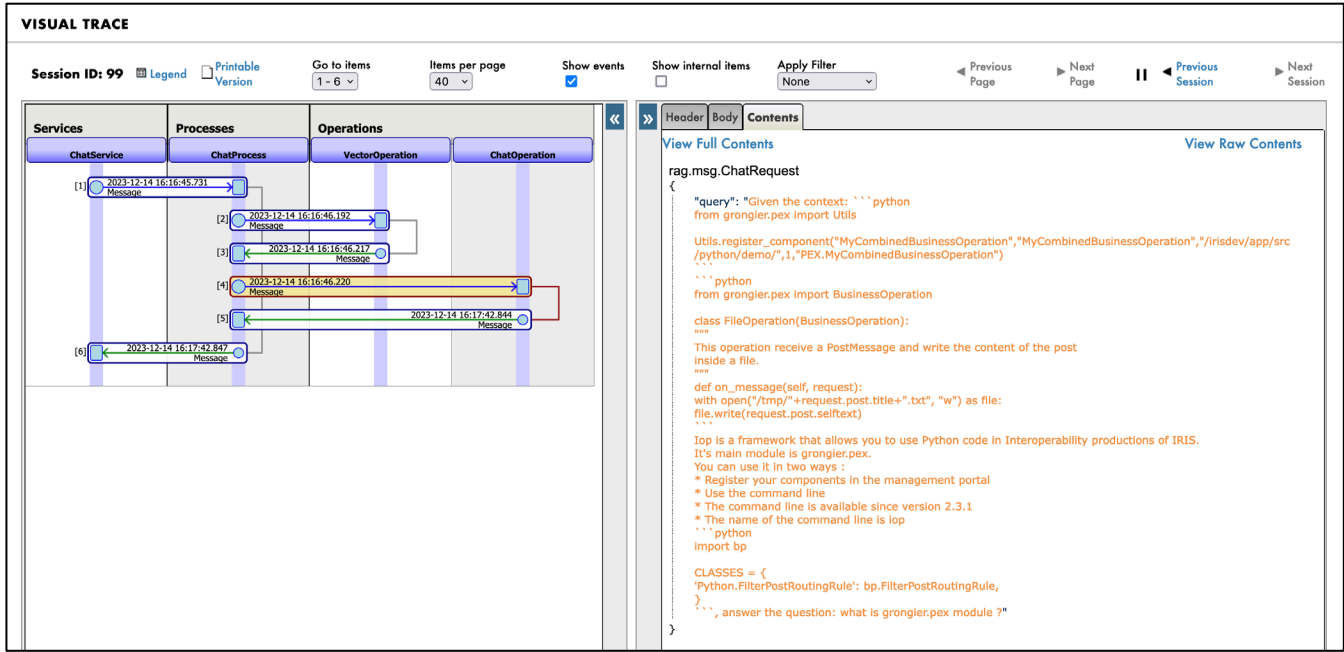 VISUAL TRACE
Session ID: 99
Legend
Printable
Version
Go to items
1 - 6
Items per page
40
Show events
Show internal items
Apply Filter
None
Previous
Page
Next
Page
Previous
Session
Next
Session
Services
Processes
Operations
ChatService
ChatProcess
VectorOperation
ChatOperation
[1]
2023-12-14 16:16:45.731
Message
[2]
2023-12-14 16:16:46.192
Message
[3]
2023-12-14 16:16:46.217
Message
[4]
2023-12-14 16:16:46.220
Message
[5]
2023-12-14 16:17:42.844
Message
[6]
2023-12-14 16:17:42.847
Message
«
»
Header
Body
Contents
View Full Contents
View Raw Contents
rag.msg.ChatRequest
{
"query": "Given the context: ```python
from grongier.pex import Utils
Utils.register_component("MyCombinedBusinessOperation","MyCombinedBusinessOperation","/irisdev/app/src
/python/demo/",1,"PEX.MyCombinedBusinessOperation")
```
```python
from grongier.pex import BusinessOperation
class FileOperation(BusinessOperation):
"""
This operation receive a PostMessage and write the content of the post
inside a file.
"""
def on_message(self, request):
with open("/tmp/"+request.post.title+".txt", "w") as file:
file.write(request.post.selftext)
```
Iop is a framework that allows you to use Python code in Interoperability productions of IRIS.
It's main module is grongier.pex.
You can use it in two ways :
* Register your components in the management portal
* Use the command line
* The command line is available since version 2.3.1
* The name of the command line is iop
```python
import bp
CLASSES = {
'Python.FilterPostRoutingRule': bp.FilterPostRoutingRule,
}
```, answer the question: what is grongier.pex module ?"
}